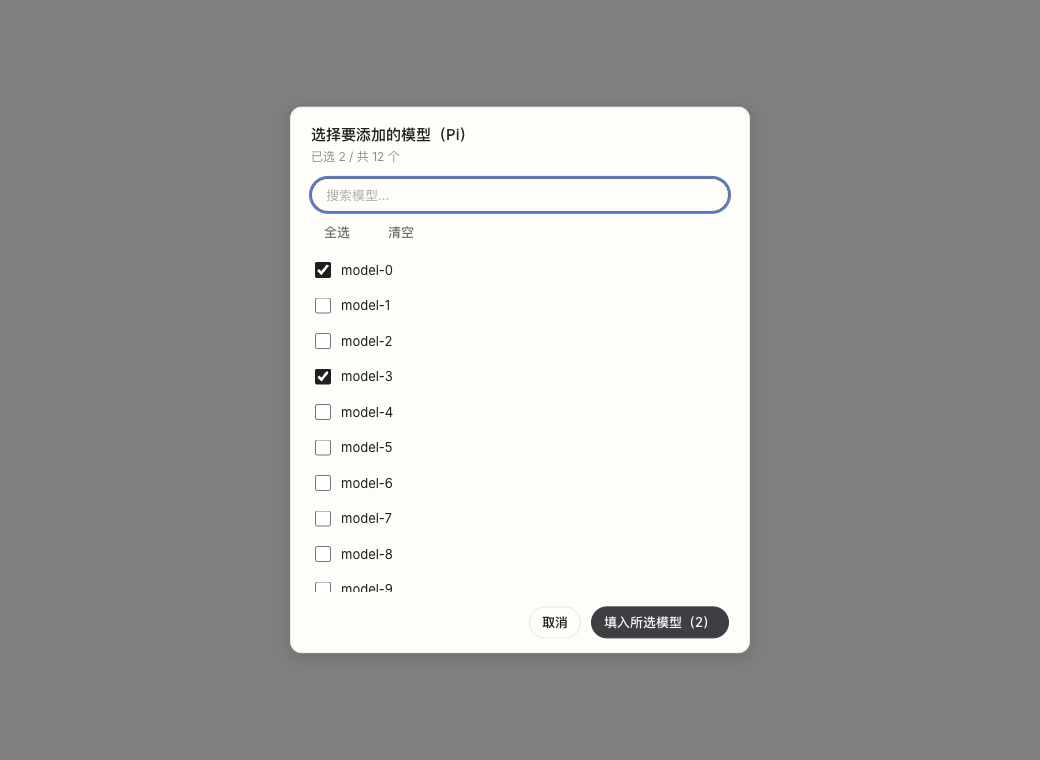 选择要添加的模型（Pi）
已选 2 / 共 12 个
搜索模型...
全选 清空
model-0
model-1
model-2
model-3
model-4
model-5
model-6
model-7
model-8
model-9
取消 填入所选模型（2）